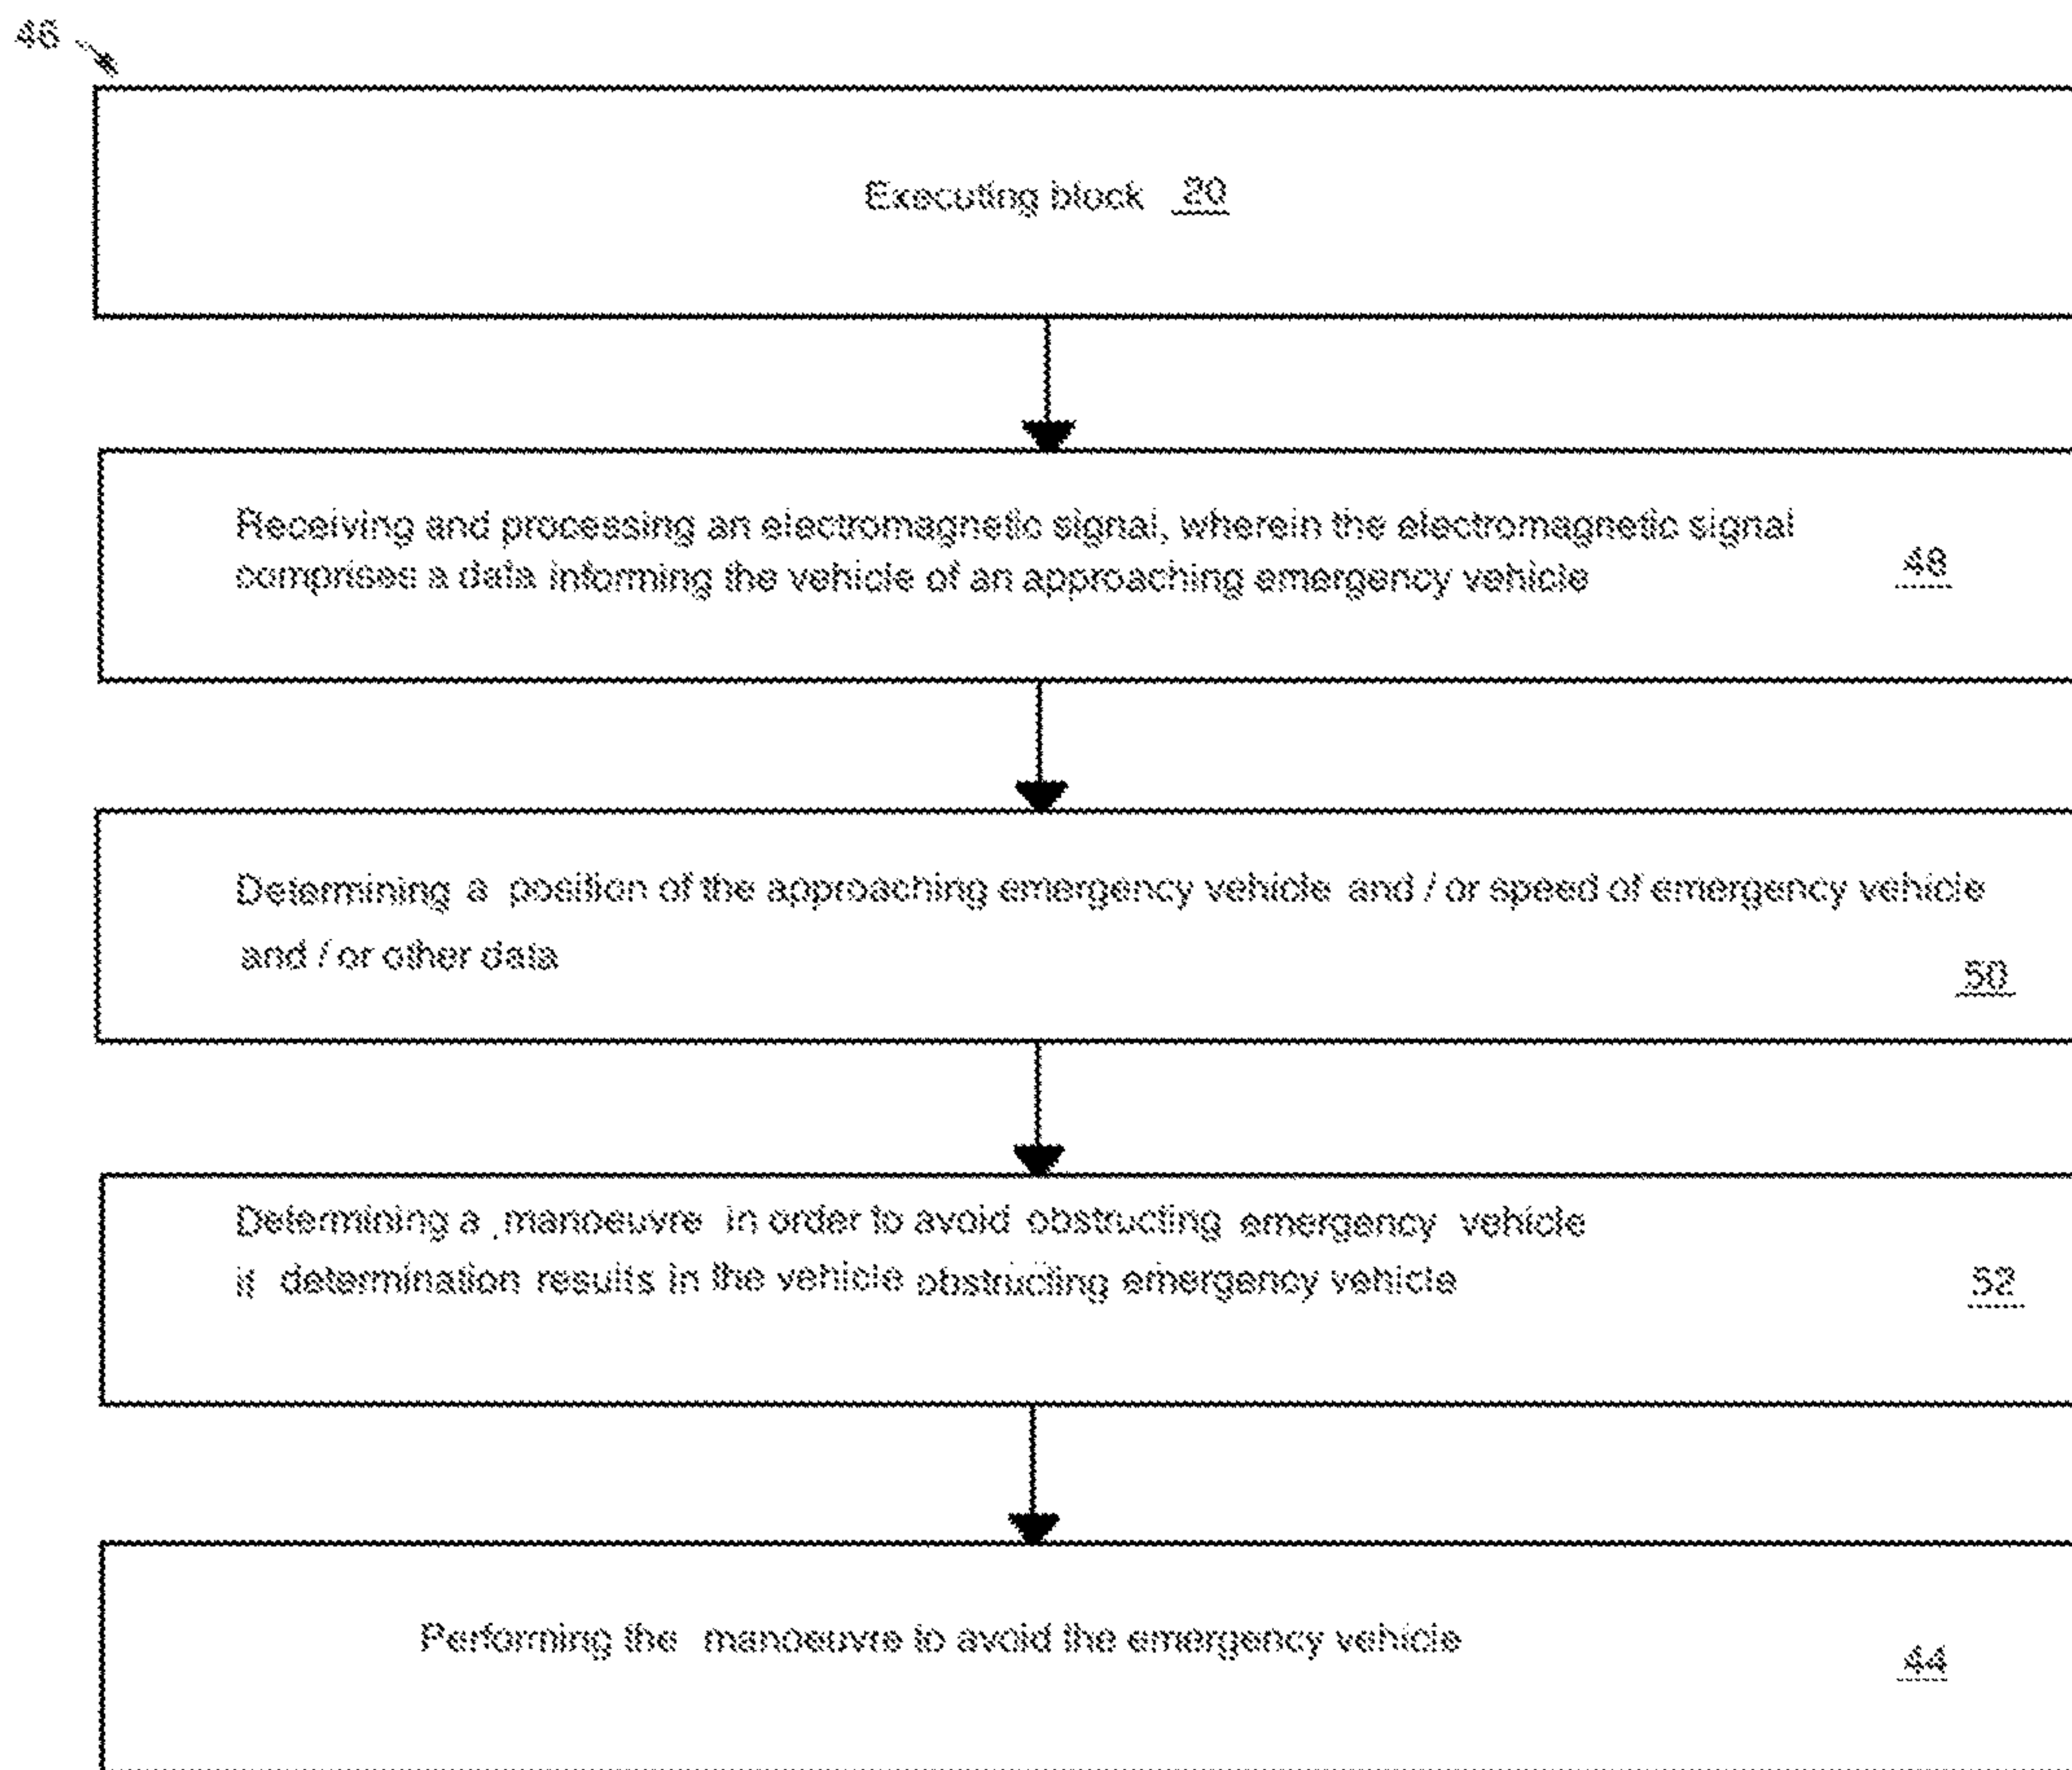 46
Executing block 20
Receiving and processing an electromagnetic signal, wherein the electromagnetic signal
comprises a data informing the vehicle of an approaching emergency vehicle
48
Determining a position of the approaching emergency vehicle and / or speed of emergency vehicle
and / or other data
50
Determining a manoeuvre in order to avoid obstructing emergency vehicle
if determination results in the vehicle obstructing emergency vehicle
52
Performing the manoeuvre to avoid the emergency vehicle
44